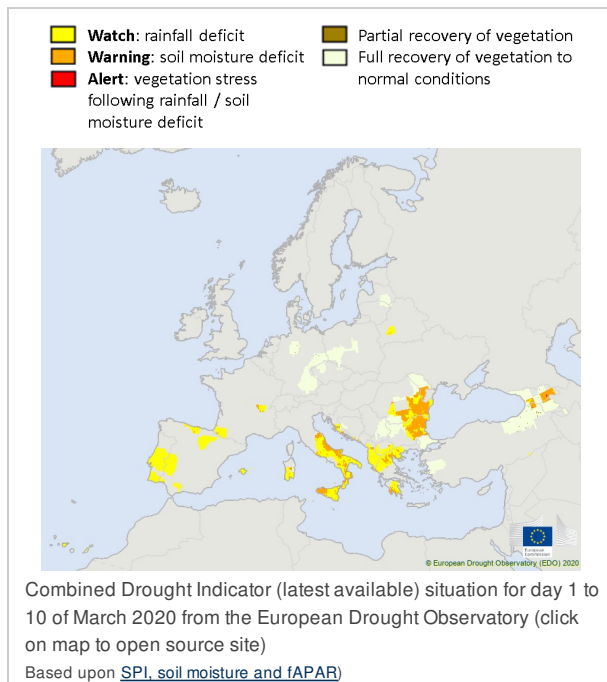 Watch: rainfall deficit
Warning: soil moisture deficit
Alert: vegetation stress
following rainfall / soil
moisture deficit
Partial recovery of vegetation
Full recovery of vegetation to
normal conditions
European
Commission
© European Drought Observatory (EDO) 2020
Combined Drought Indicator (latest available) situation for day 1 to
10 of March 2020 from the European Drought Observatory (click
on map to open source site)
Based upon SPI, soil moisture and fAPAR)